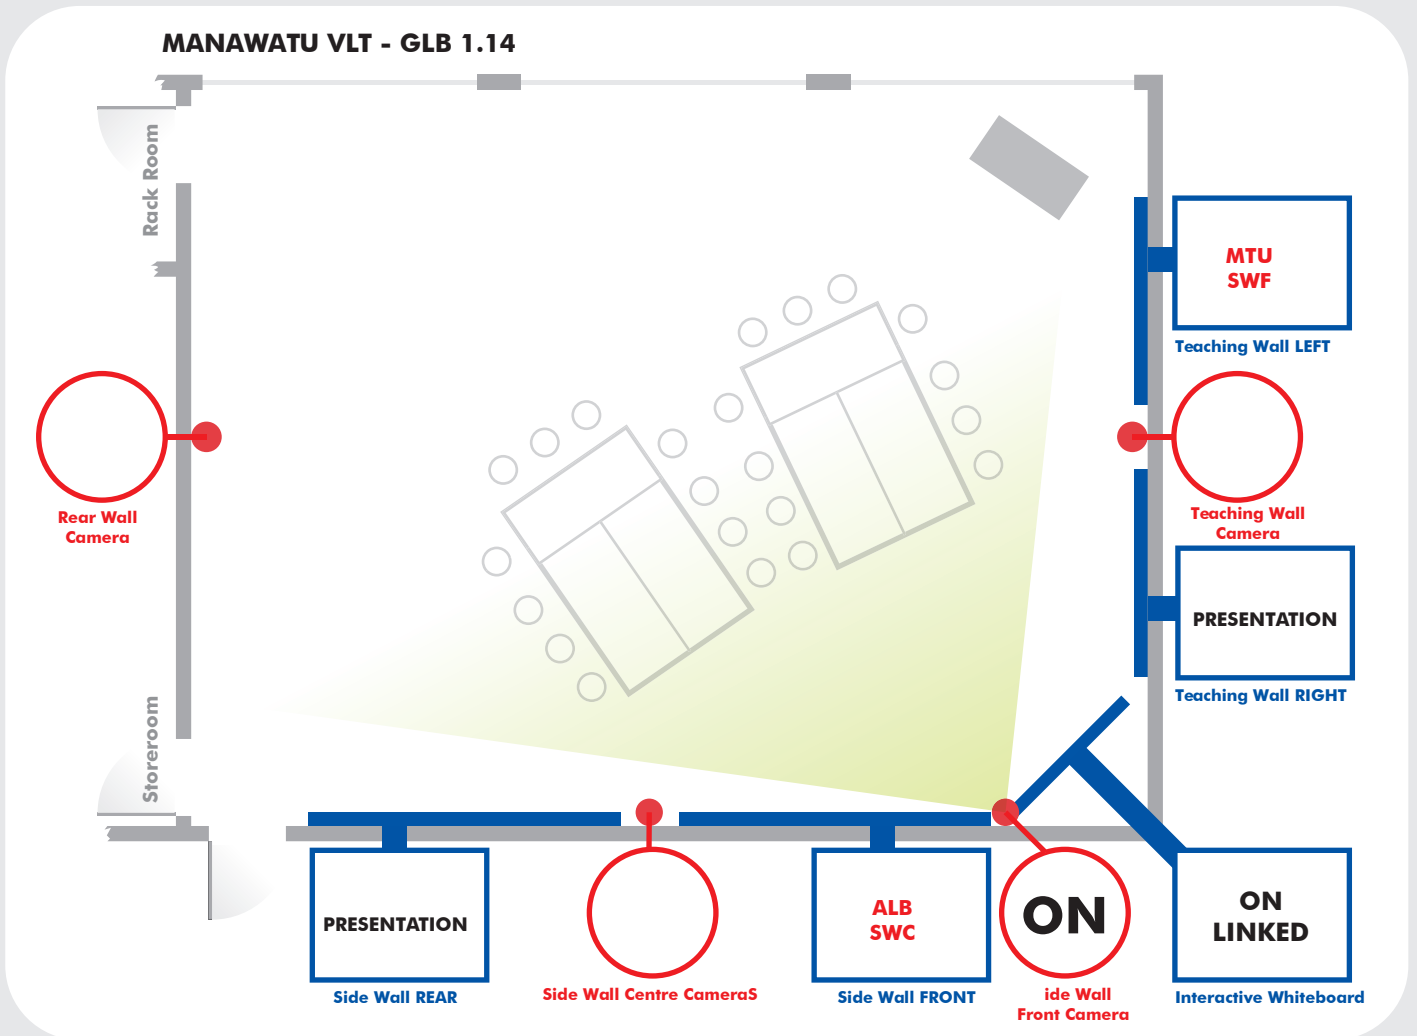 MANAWATU VLT - GLB 1.14
Rack Room
MTU
SWF
Teaching Wall LEFT
Rear Wall
Camera
Teaching Wall
Camera
PRESENTATION
Teaching Wall RIGHT
Storeroom
PRESENTATION
Side Wall REAR
Side Wall Centre CameraS
ALB
SWC
Side Wall FRONT
ON
ide Wall
Front Camera
ON
LINKED
Interactive Whiteboard